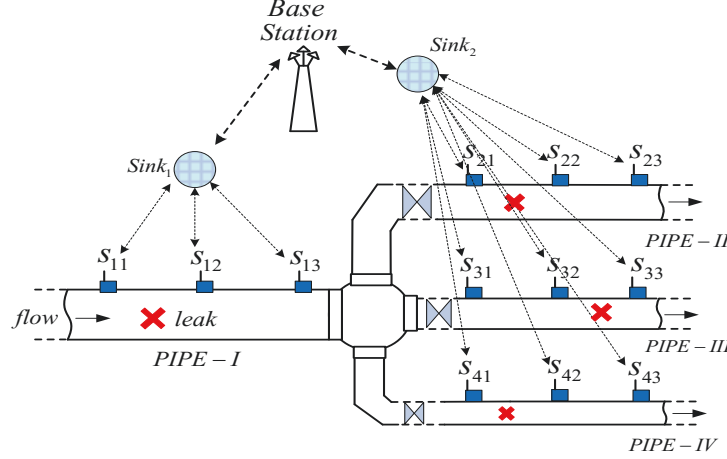 Base
Station
Sink2
Sink1
S21 S22 S23
PIPE-II
S11 S12 S13
S31 S32 S33
flow
leak
PIPE-I
PIPE-III
S41 S42 S43
PIPE-IV